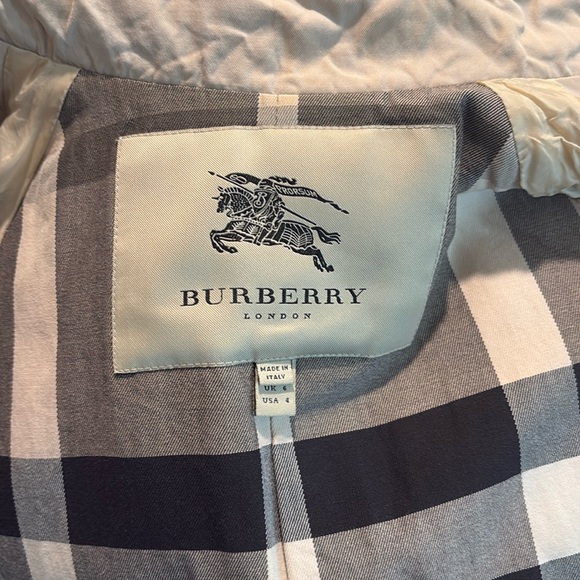 PRORSUM
BURBERRY
LONDON
MADE IN
ITALY
UK 6
USA 4